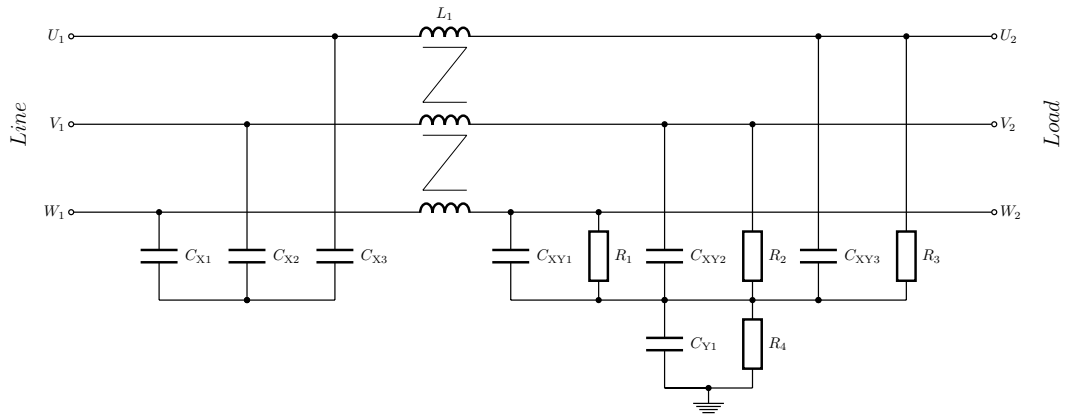 L1
U1 U2
Line V1 V2 Load
W1 W2
CX1 CX2 CX3 CXY1 R1 CXY2 R2 CXY3 R3
CY1 R4